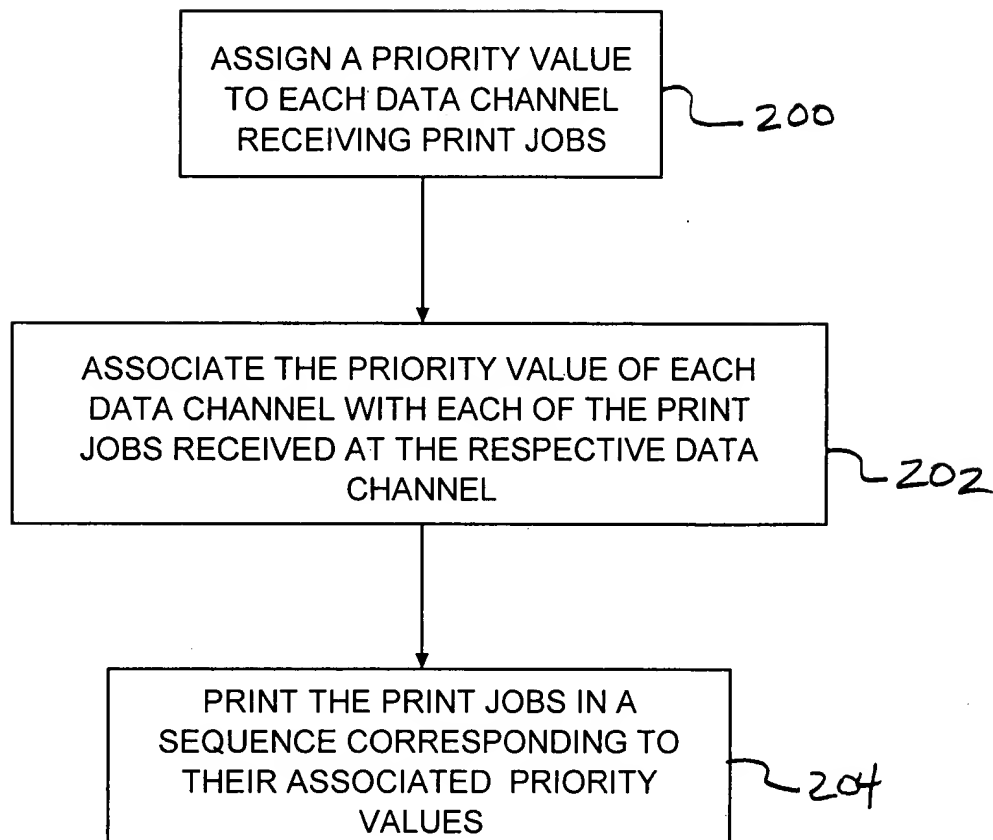 ASSIGN A PRIORITY VALUE
TO EACH DATA CHANNEL
RECEIVING PRINT JOBS
200
ASSOCIATE THE PRIORITY VALUE OF EACH
DATA CHANNEL WITH EACH OF THE PRINT
JOBS RECEIVED AT THE RESPECTIVE DATA
CHANNEL
202
PRINT THE PRINT JOBS IN A
SEQUENCE CORRESPONDING TO
THEIR ASSOCIATED PRIORITY
VALUES
204